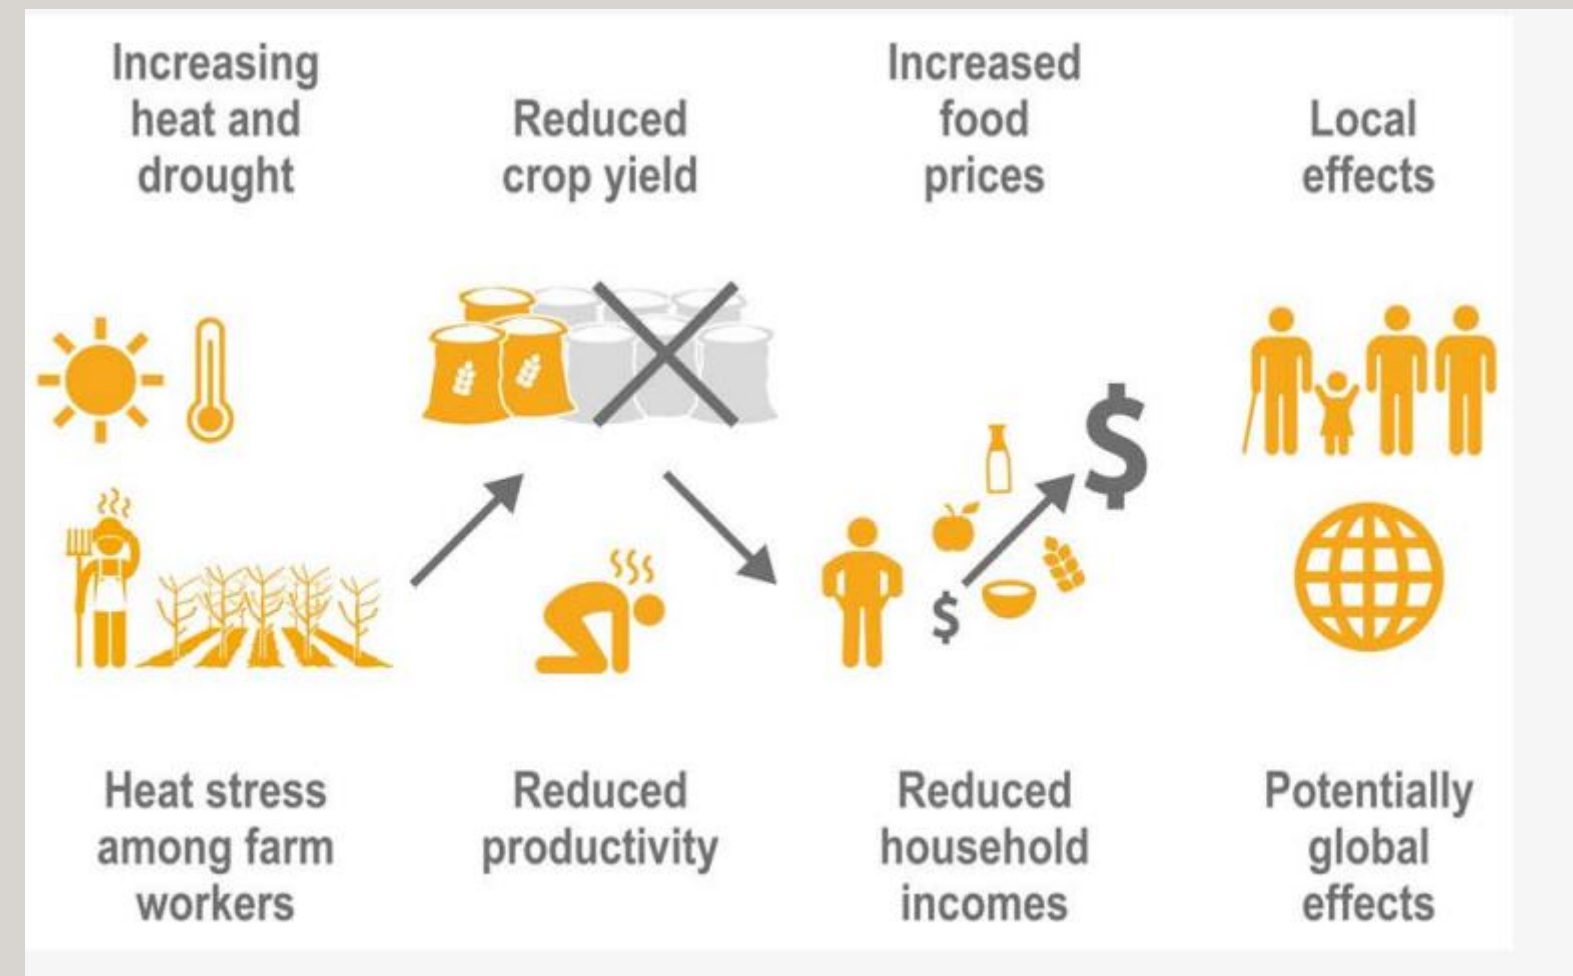 Increasing
heat and
drought
Reduced
crop yield
Increased
food
prices
Local
effects
$
$
Heat stress
among farm
workers
Reduced
productivity
Reduced
household
incomes
Potentially
global
effects